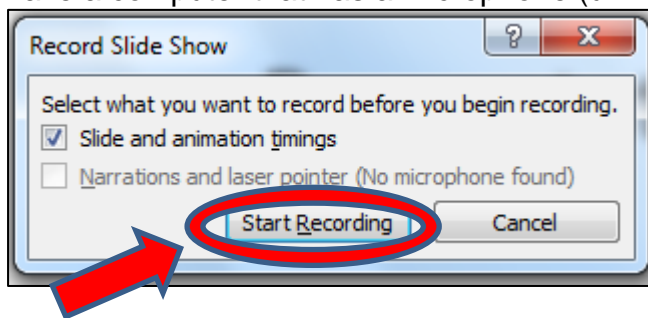 Record Slide Show
Select what you want to record before you begin recording.
Slide and animation timings
Narrations and laser pointer (No microphone found)
Start Recording Cancel